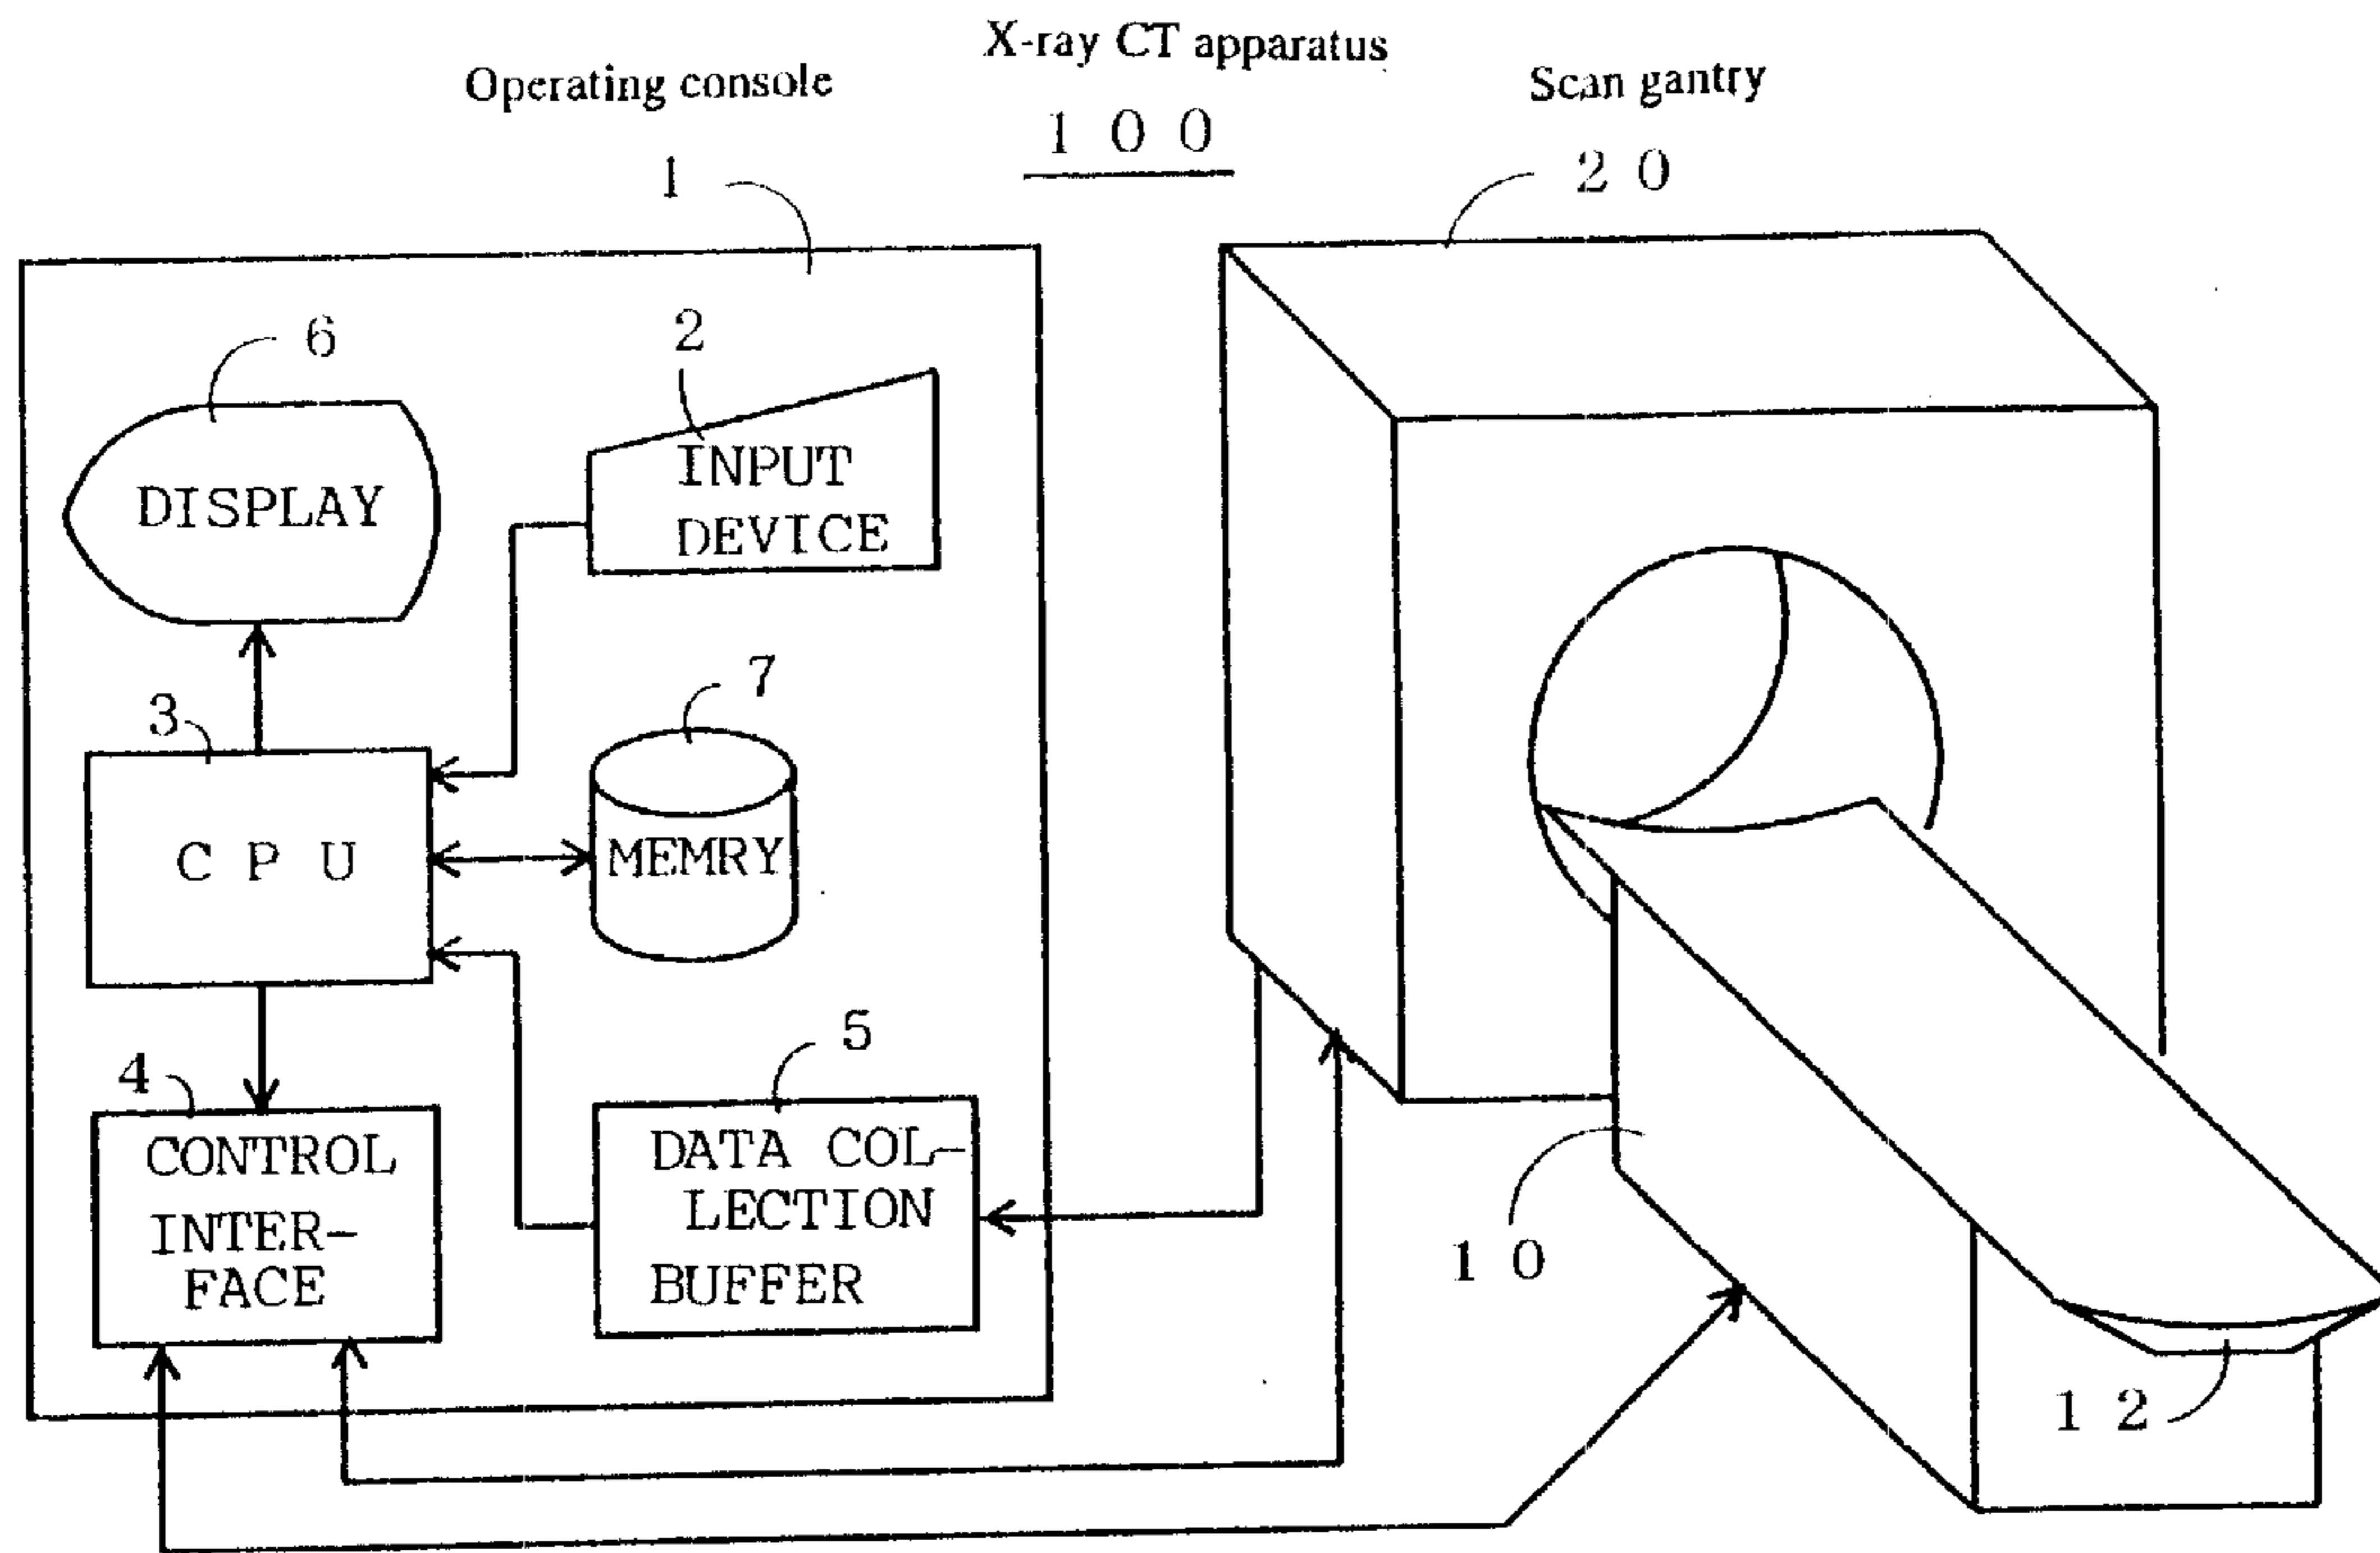 X-ray CT apparatus
100
Operating console
1
Scan gantry
20
6
DISPLAY
2
INPUT
DEVICE
3
CPU
7
MEMRY
4
CONTROL
INTER-
FACE
5
DATA COL-
LECTION
BUFFER
10
12